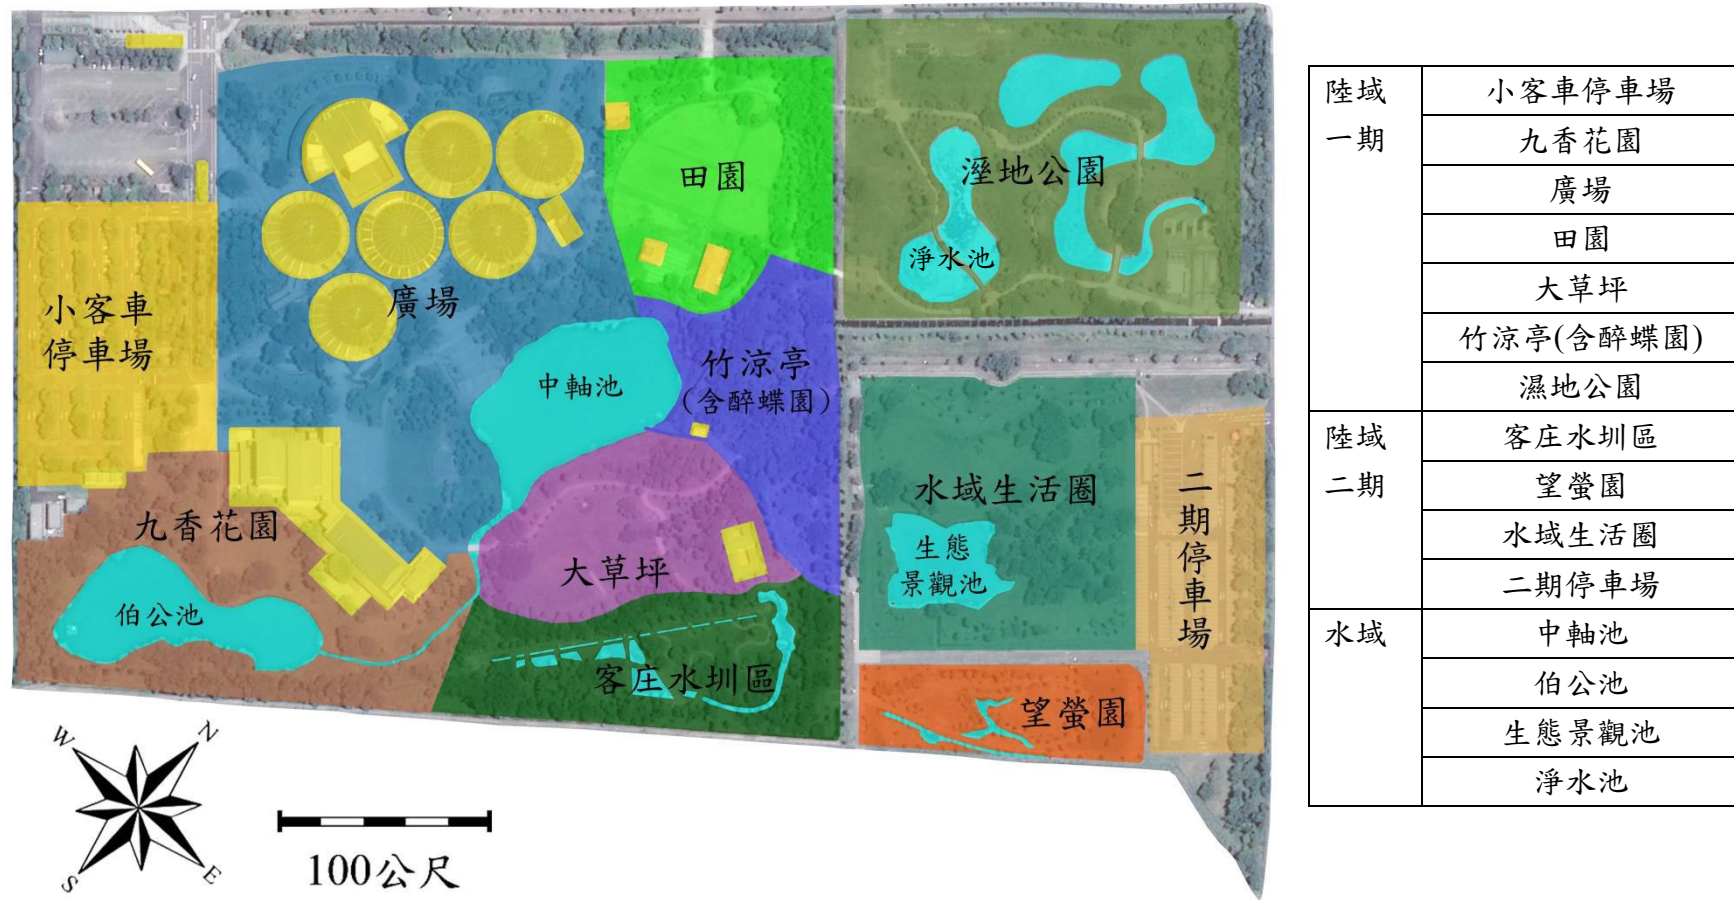 田園
溼地公園
淨水池
小客車
停車場
廣場
中軸池
竹涼亭
(含醉蝶園)
九香花園
伯公池
大草坪
客庄水圳區
水域生活圈
生態
景觀池
二期停車場
望螢園
W
N
S
E
100公尺
陸域
一期
小客車停車場
九香花園
廣場
田園
大草坪
竹涼亭(含醉蝶園)
濕地公園
陸域
二期
客庄水圳區
望螢園
水域生活圈
二期停車場
水域
中軸池
伯公池
生態景觀池
淨水池